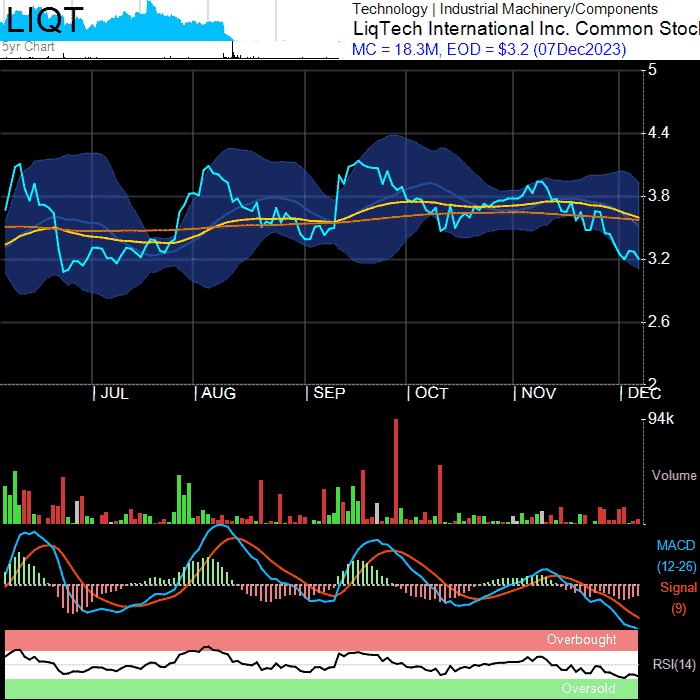 LIQT
5yr Chart
Technology | Industrial Machinery/Components
LiqTech International Inc. Common Stoc
MC = 18.3M, EOD = $3.2 (07Dec2023)
5
4.4
3.8
3.2
2.6
2
JUL AUG SEP OCT NOV DEC
94k
Volume
MACD
(12-26)
Signal
(9)
Overbought
RSI(14)
Oversold